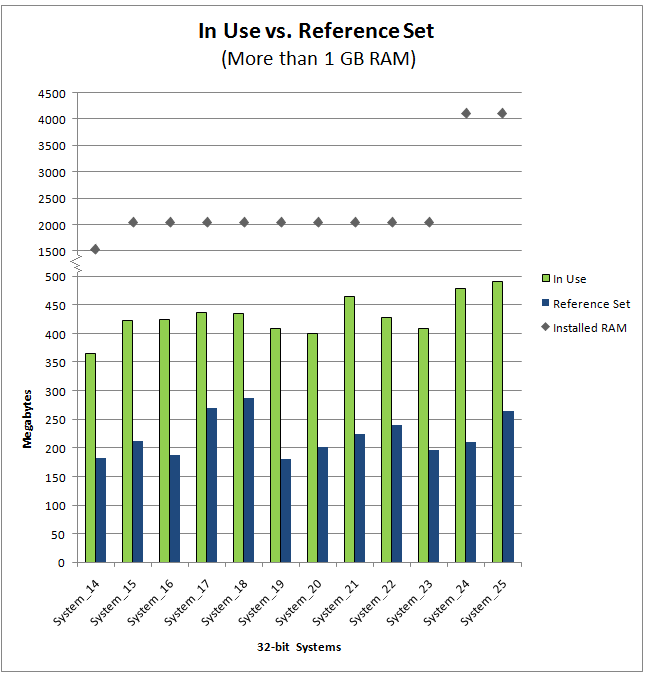 In Use vs. Reference Set
(More than 1 GB RAM)
4500
4000
3500
3000
2500
2000
1500
500
450
400
350
300
250
200
150
100
50
0
Megabytes
In Use
Reference Set
Installed RAM
System_14
System_15
System_16
System_17
System_18
System_19
System_20
System_21
System_22
System_23
System_24
System_25
32-bit Systems